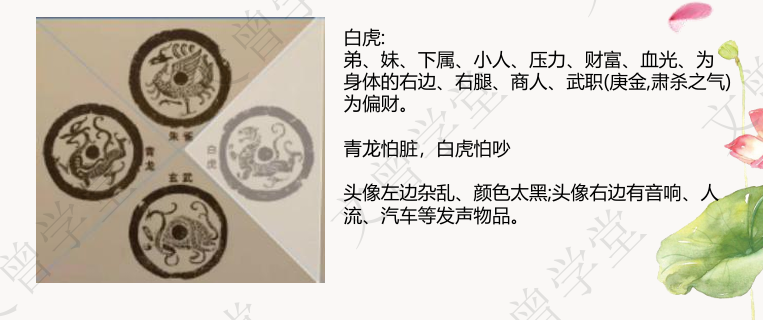 白虎:
弟、妹、下属、小人、压力、财富、血光、为
身体的右边、右腿、商人、武职(庚金,肃杀之气)
为偏财。
青龙怕脏，白虎怕吵
头像左边杂乱、颜色太黑;头像右边有音响、人
流、汽车等发声物品。
朱雀
青龙
白虎
玄武
文曾学堂
文曾学堂
文曾学堂